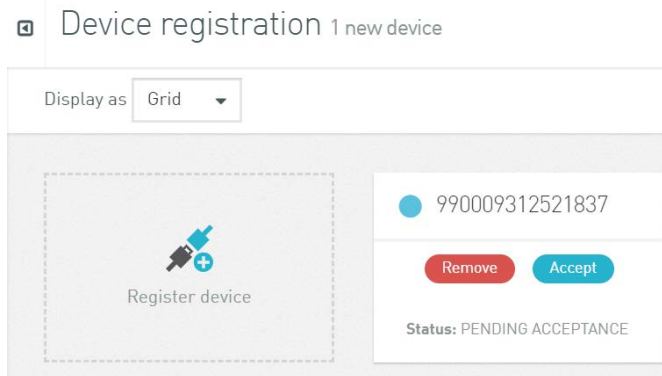 Device registration 1 new device
Display as Grid
990009312521837
Remove Accept
Register device
Status: PENDING ACCEPTANCE